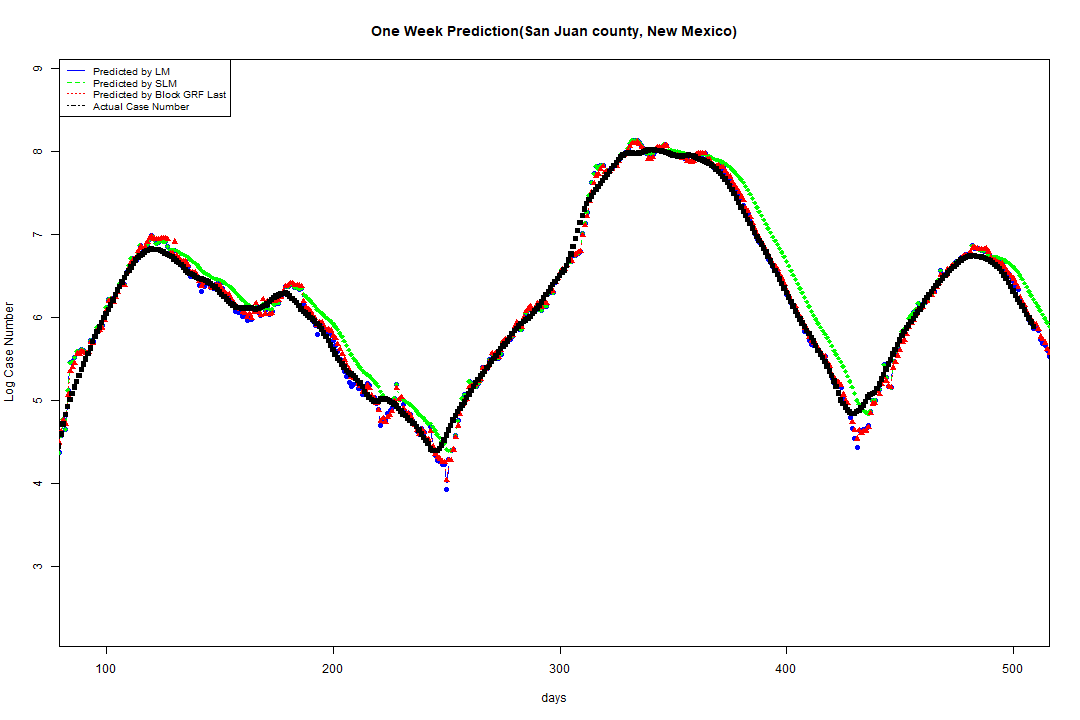 One Week Prediction(San Juan county, New Mexico)
Predicted by LM
Predicted by SLM
Predicted by Block GRF Last
Actual Case Number
9
8
7
6
5
4
3
Log Case Number
100 200 300 400 500
days